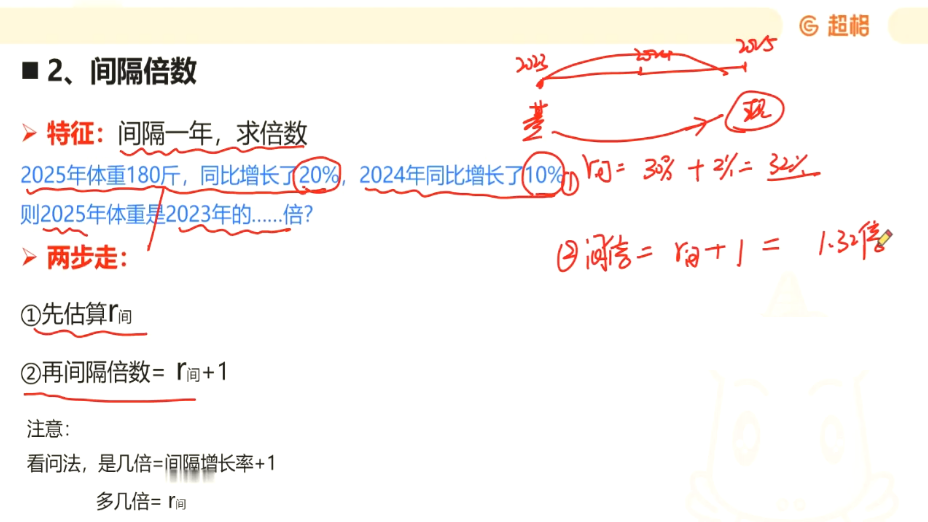 超格
■ 2、间隔倍数
2023 2024 2025
基 现
➢ 特征：间隔一年，求倍数
2025年体重180斤，同比增长了20%，2024年同比增长了10%
① r间 = 30% + 2% = 32%
则2025年体重是2023年的……倍？
② 间倍 = r间 + 1 = 1.32倍
➢ 两步走：
①先估算r间
②再间隔倍数= r间+1
注意：
看问法，是几倍=间隔增长率+1
多几倍= r间